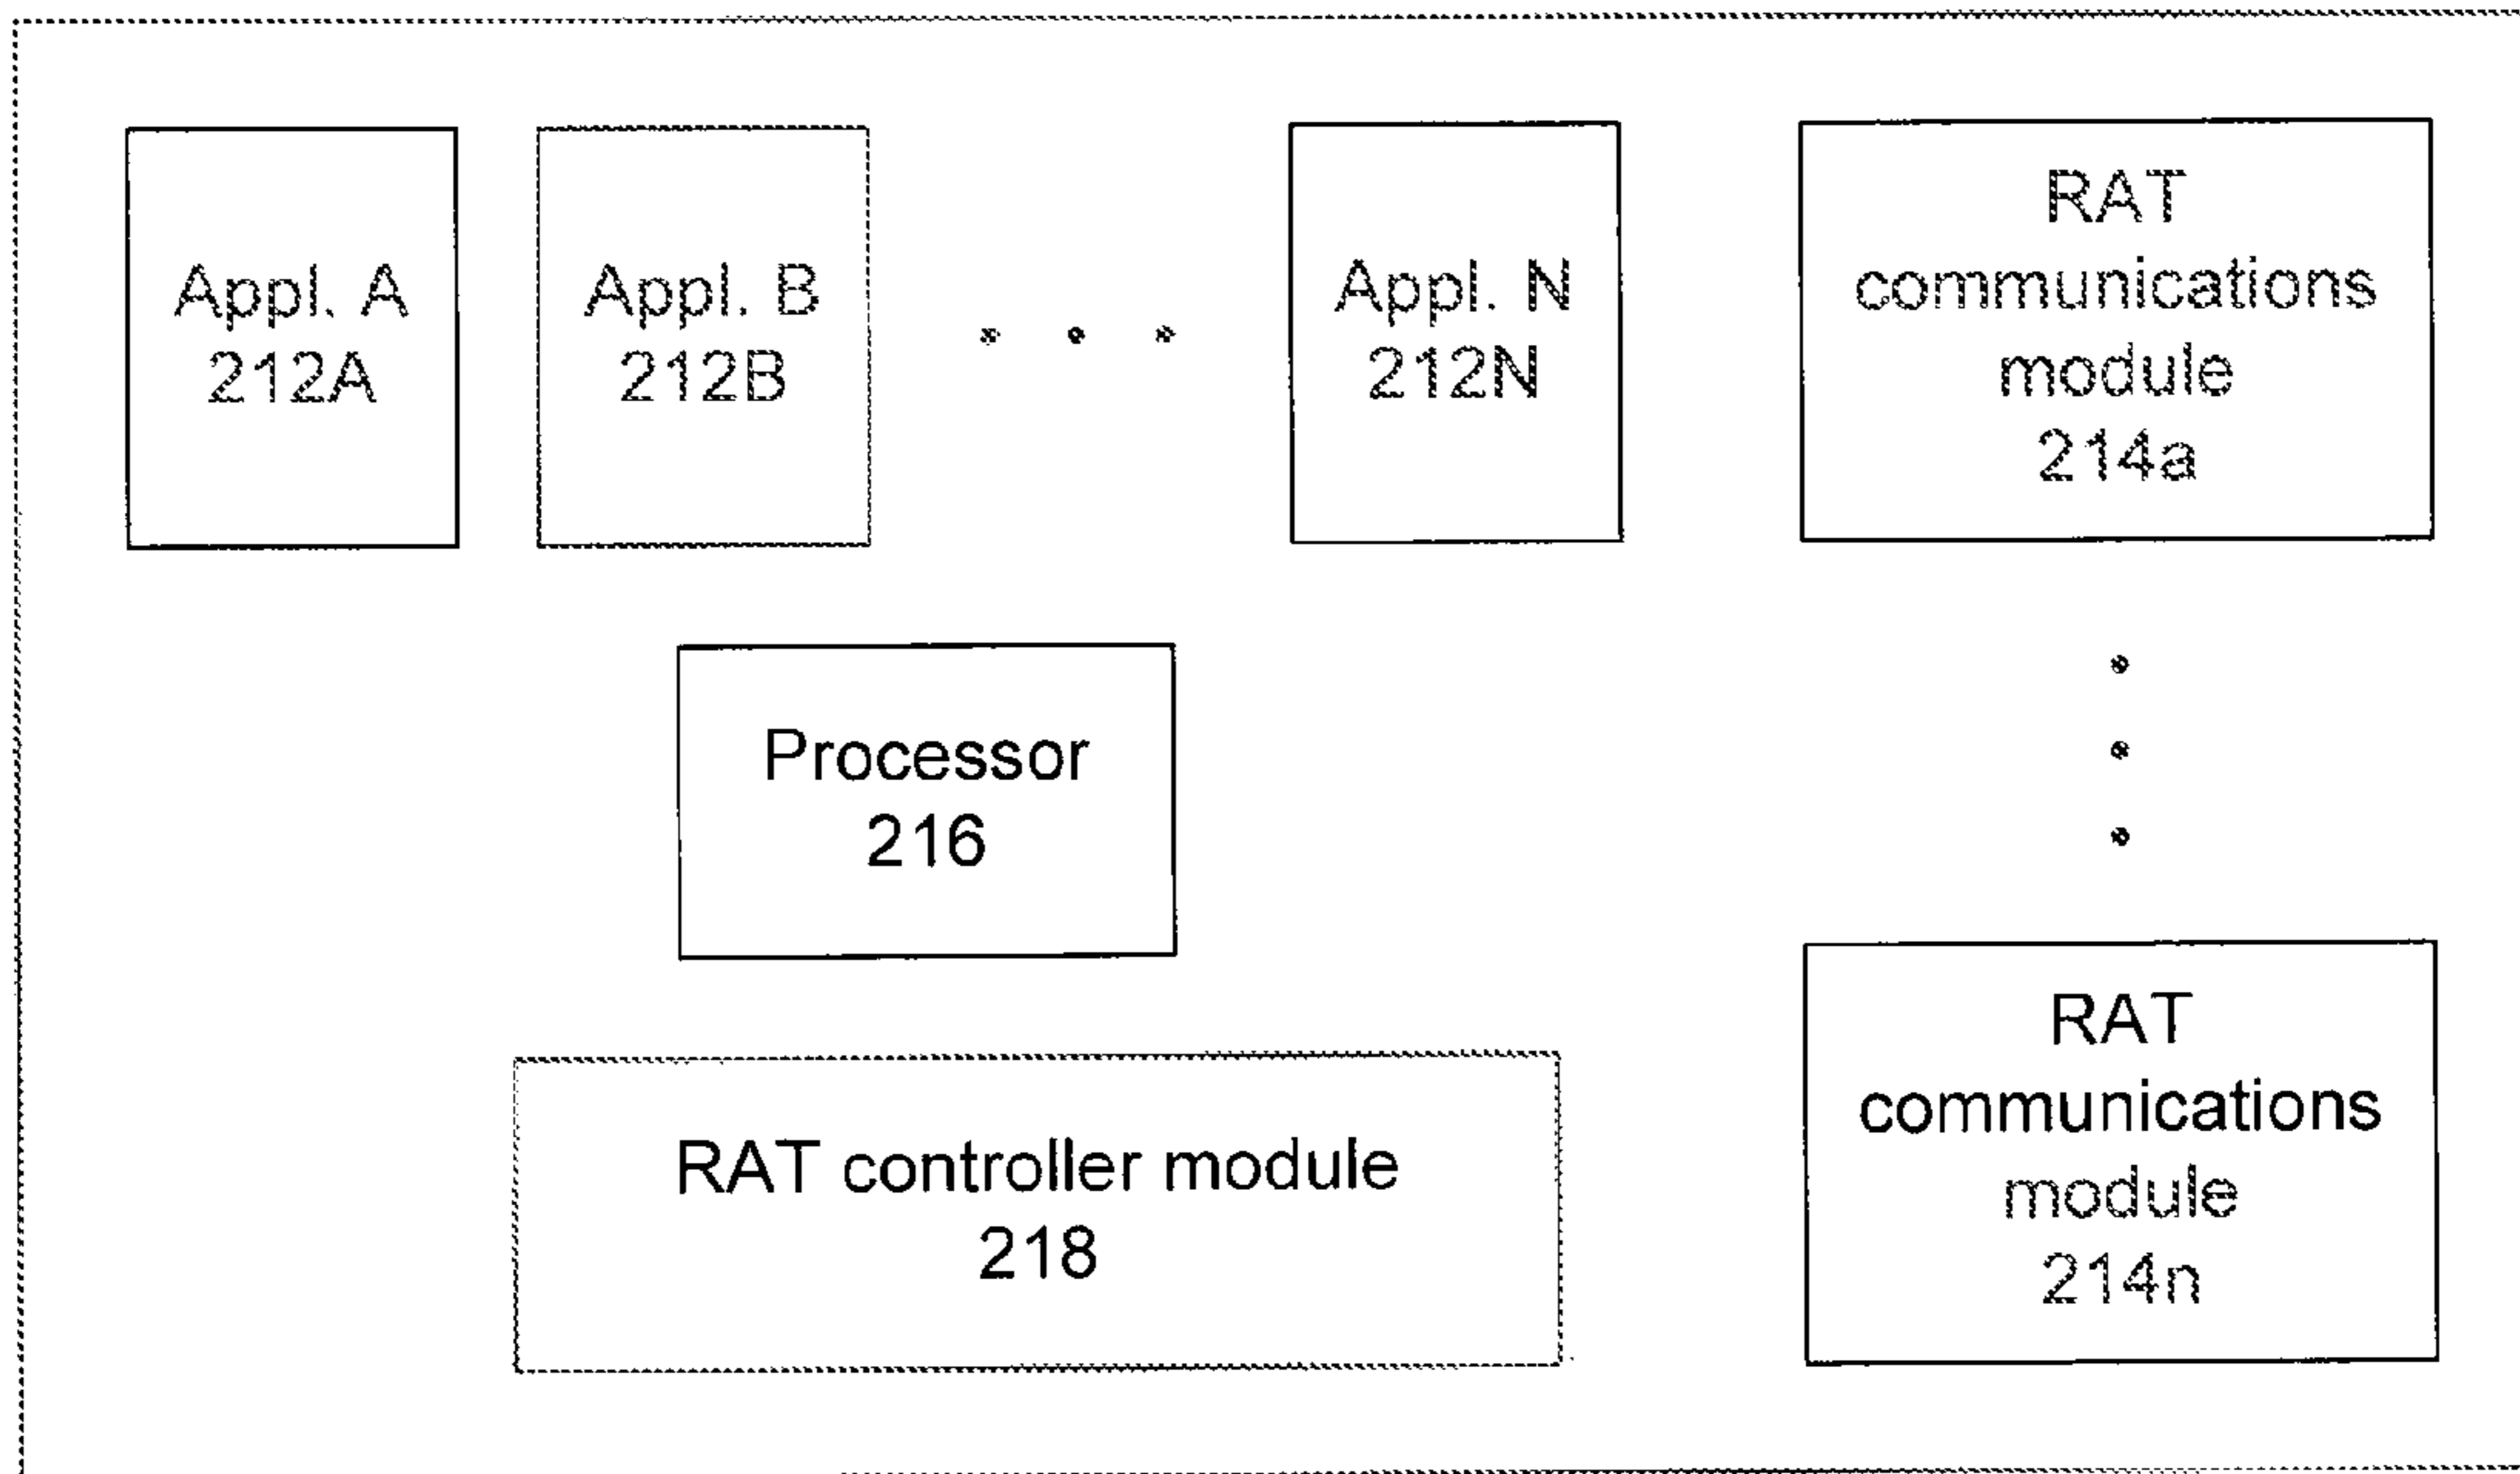 Appl. A
212A
Appl. B
212B
Appl. N
212N
RAT
communications
module
214a
Processor
216
RAT controller module
218
RAT
communications
module
214n